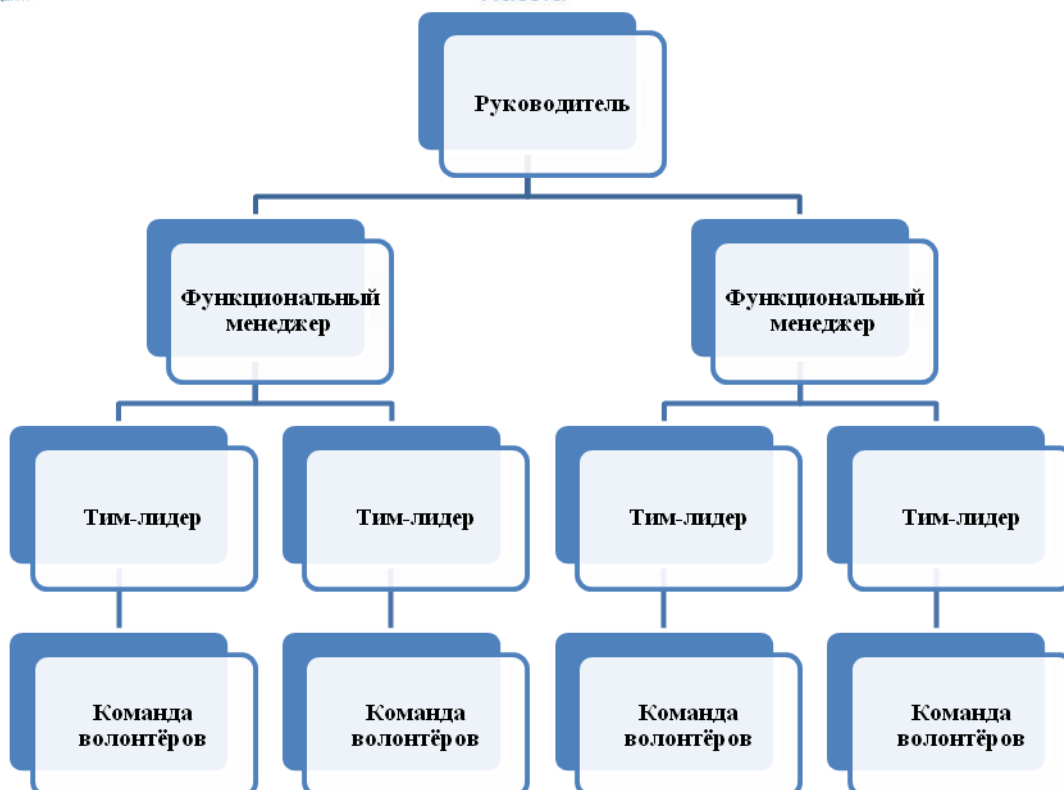 Руководитель
Функциональный
менеджер
Функциональный
менеджер
Тим-лидер
Тим-лидер
Тим-лидер
Тим-лидер
Команда
волонтёров
Команда
волонтёров
Команда
волонтёров
Команда
волонтёров